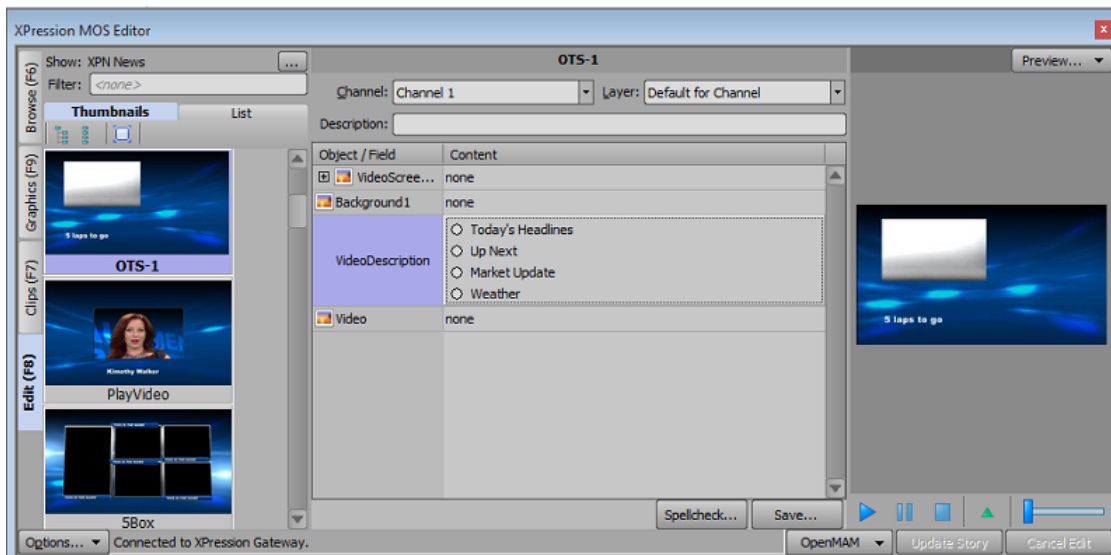 XPression MOS Editor
x
Browse (F6)
Graphics (F9)
Clips (F7)
Edit (F8)
Show: XPN News
...
Filter: <none>
Thumbnails
List
5 laps to go
OTS-1
Kimothy Walker
PlayVideo
5Box
OTS-1
Channel: Channel 1
Layer: Default for Channel
Description:
Object / Field
Content
VideoScree...
none
Background1
none
VideoDescription
Today's Headlines
Up Next
Market Update
Weather
Video
none
Spellcheck...
Save...
Preview...
5 laps to go
Options...
Connected to XPression Gateway.
OpenMAM
Update Story
Cancel Edit